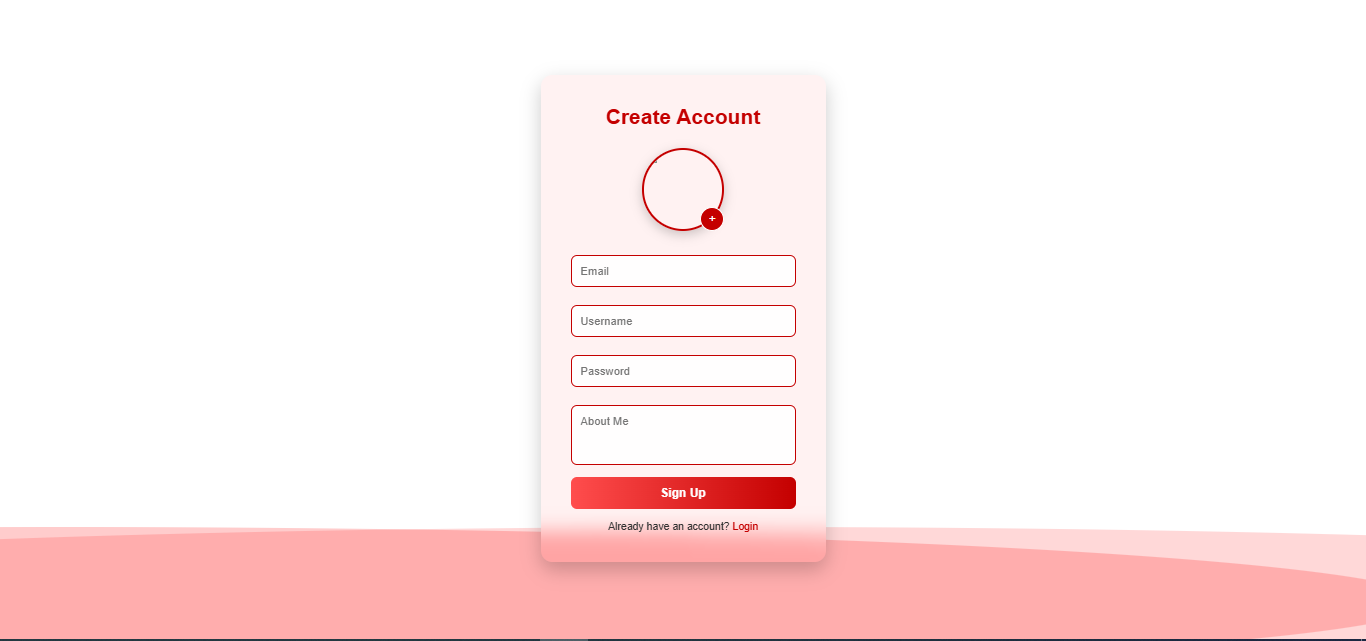 Create Account
+
Email
Username
Password
About Me
Sign Up
Already have an account? Login